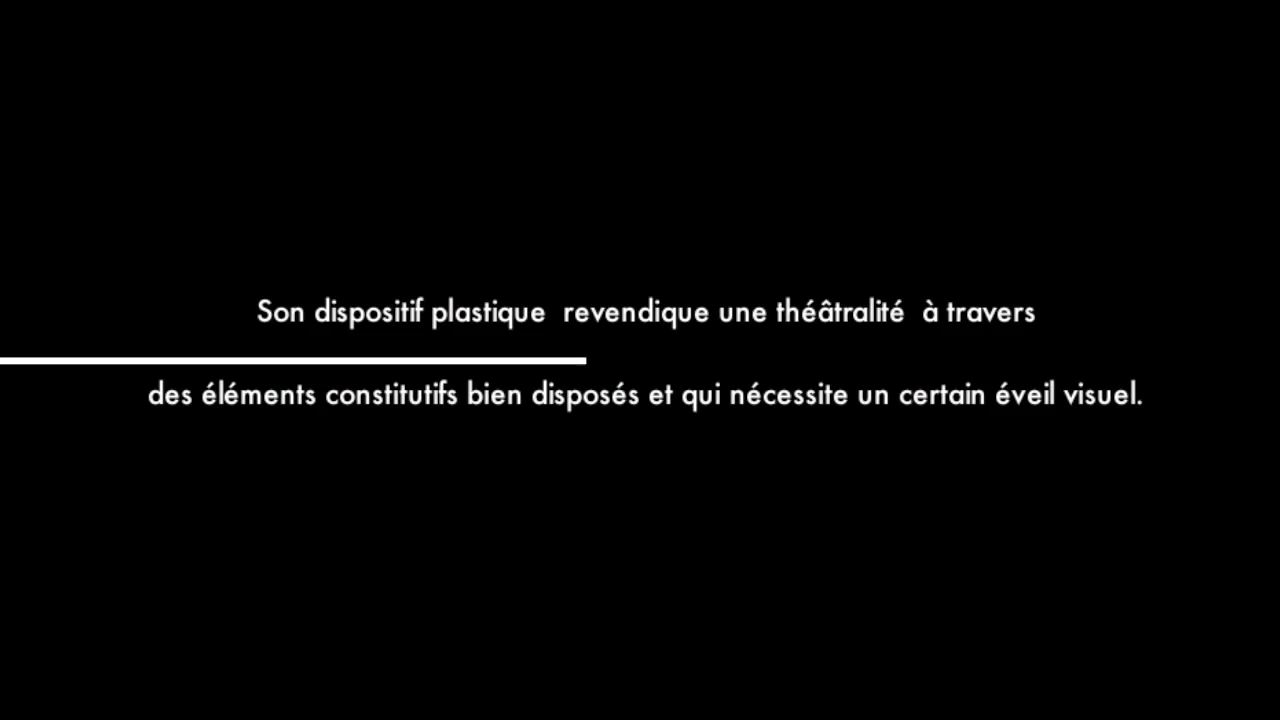 Son dispositif plastique  revendique une théâtralité  à travers
des éléments constitutifs bien disposés et qui nécessite un certain éveil visuel.